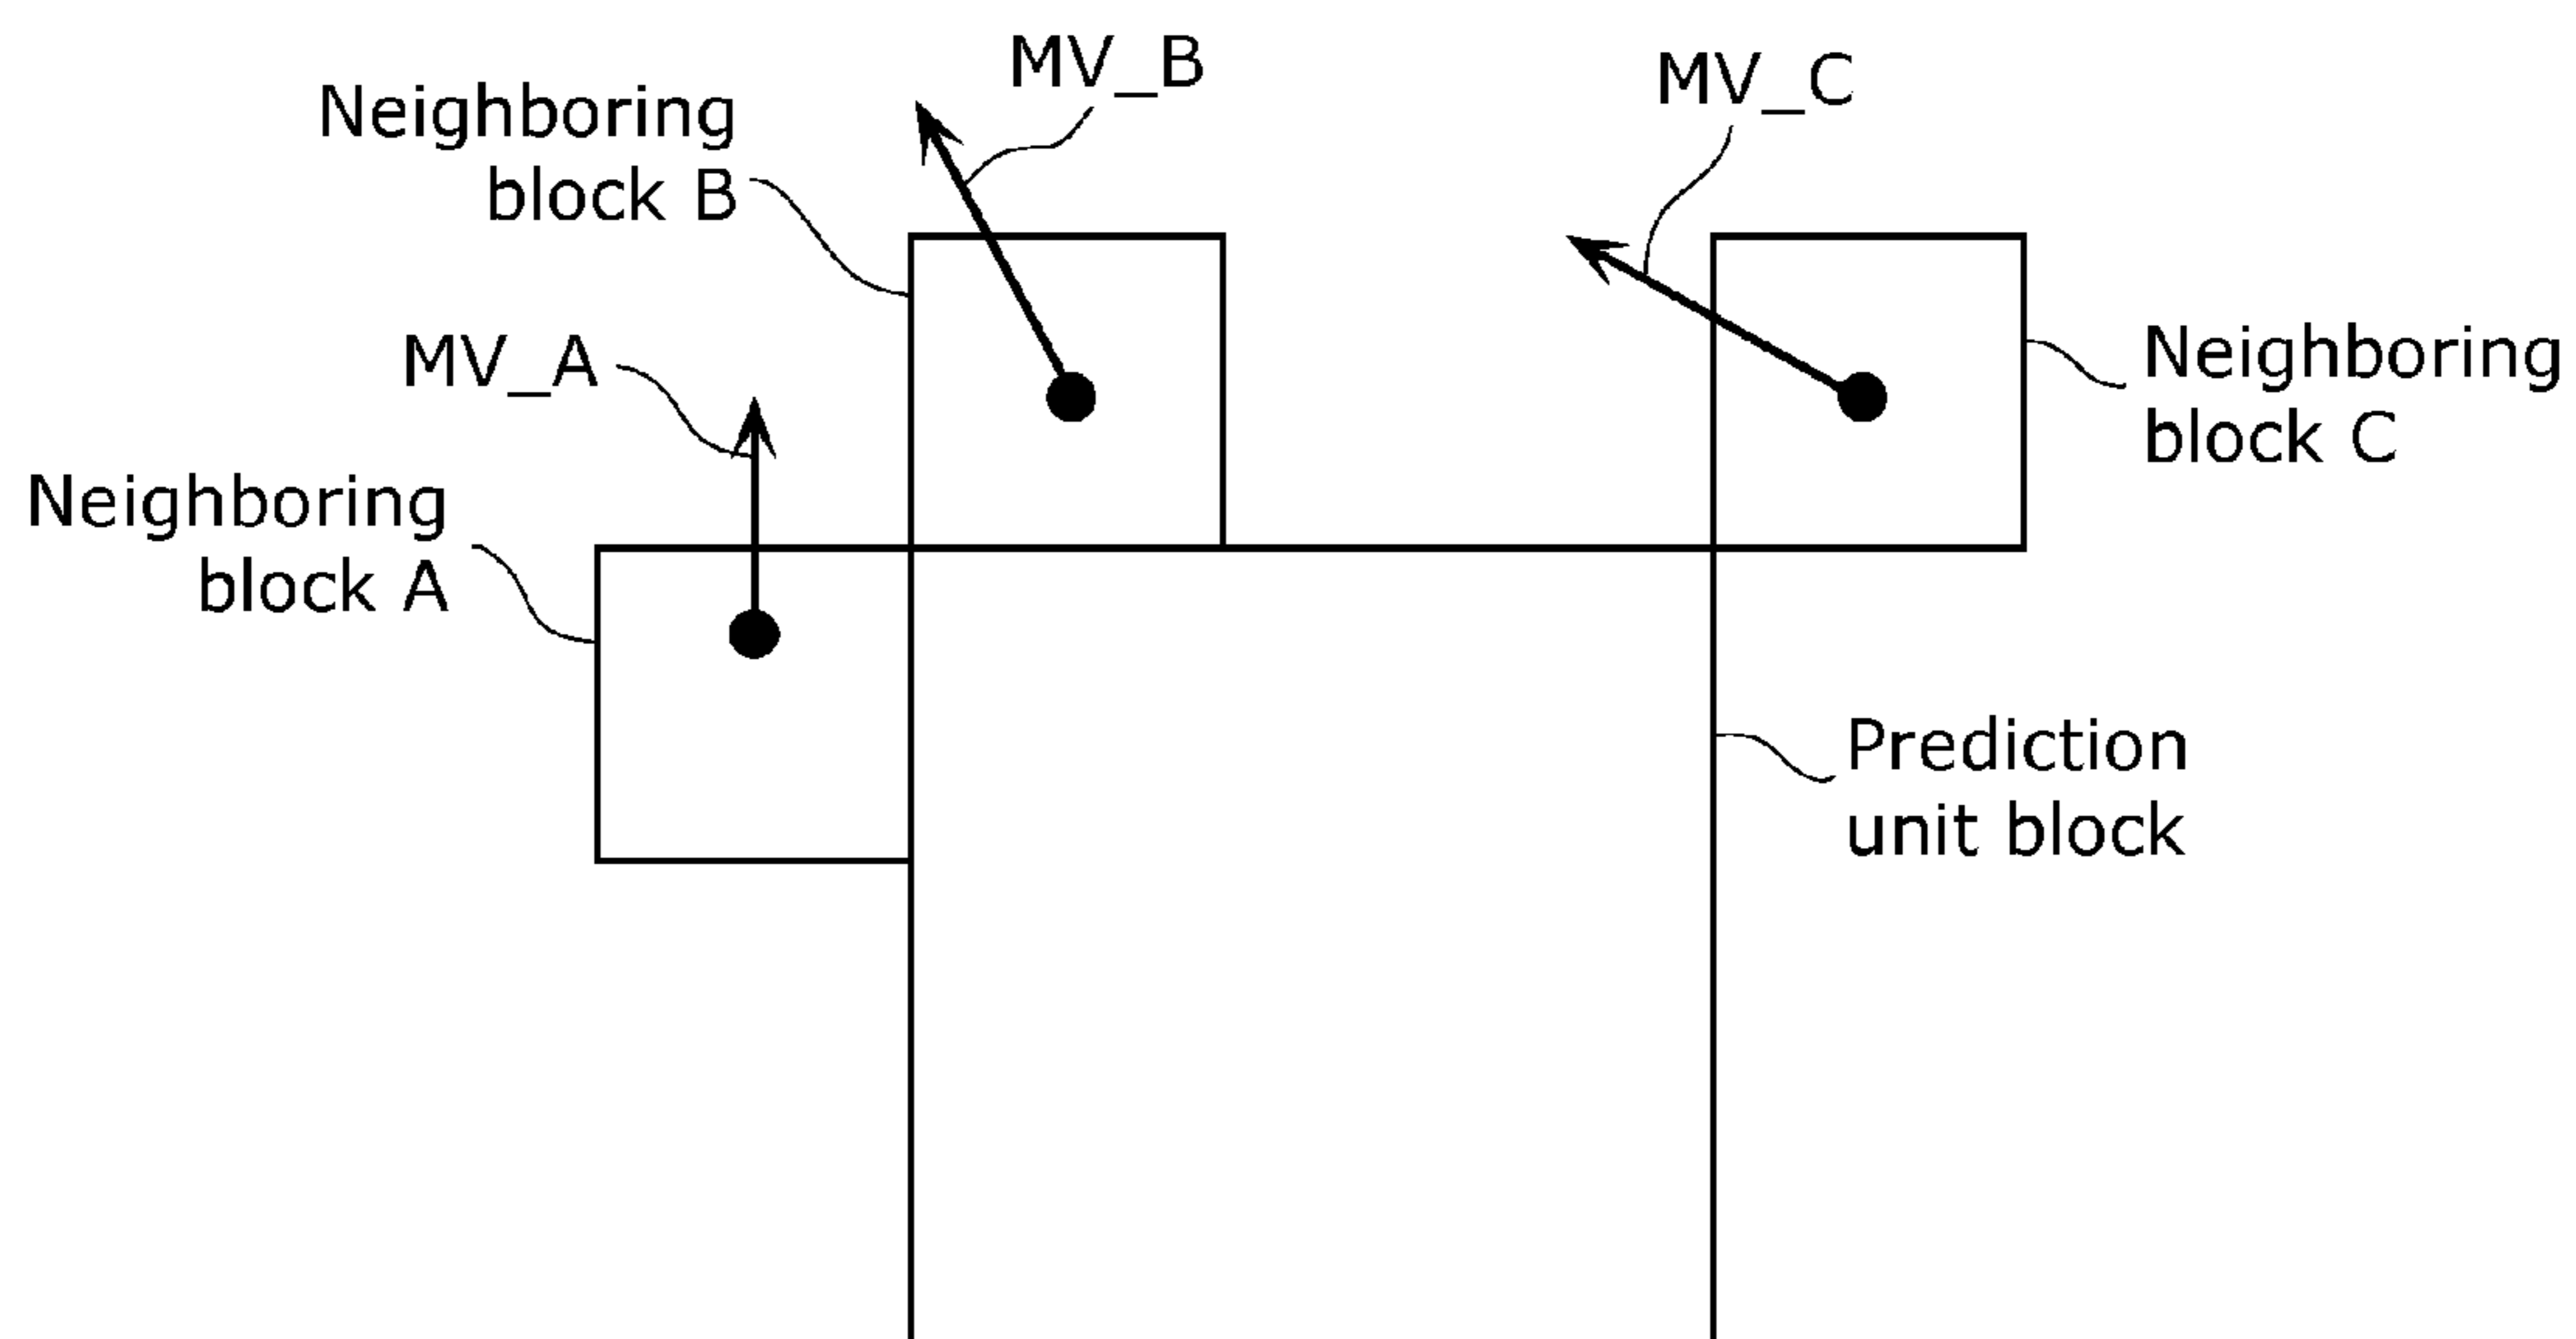 MV_B
MV_C
Neighboring
block B
MV_A
Neighboring
block C
Neighboring
block A
Prediction
unit block